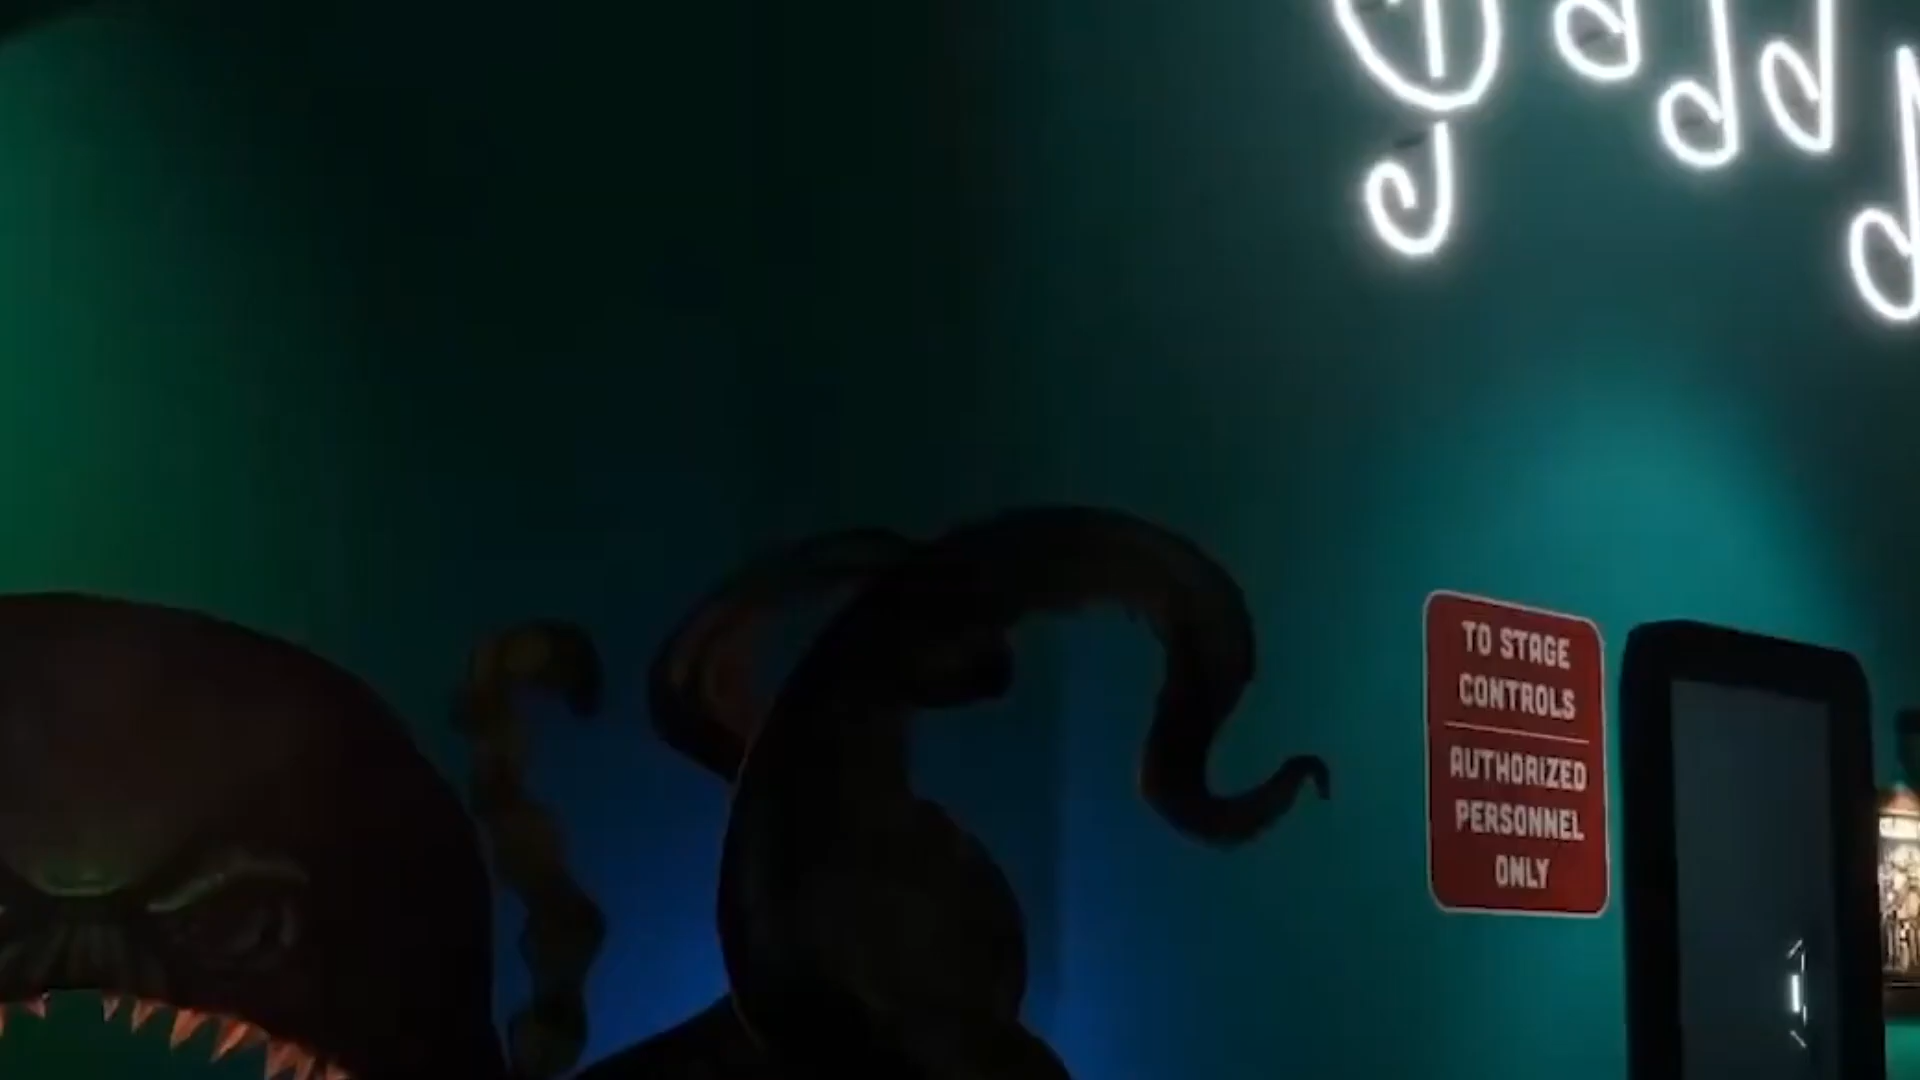 TO STAGE
CONTROLS
AUTHORIZED
PERSONNEL
ONLY